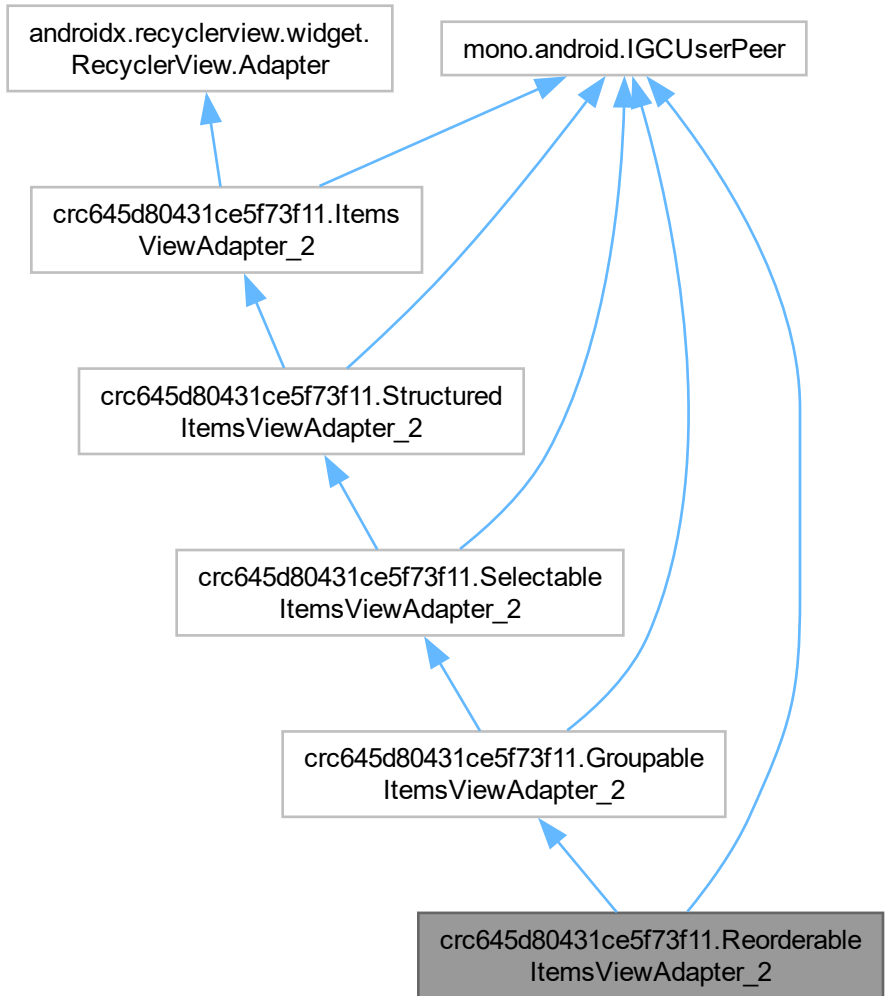 androidx.recyclerview.widget.
RecyclerView.Adapter
mono.android.IGCUserPeer
crc645d80431ce5f73f11.Items
ViewAdapter_2
crc645d80431ce5f73f11.Structured
ItemsViewAdapter_2
crc645d80431ce5f73f11.Selectable
ItemsViewAdapter_2
crc645d80431ce5f73f11.Groupable
ItemsViewAdapter_2
crc645d80431ce5f73f11.Reorderable
ItemsViewAdapter_2